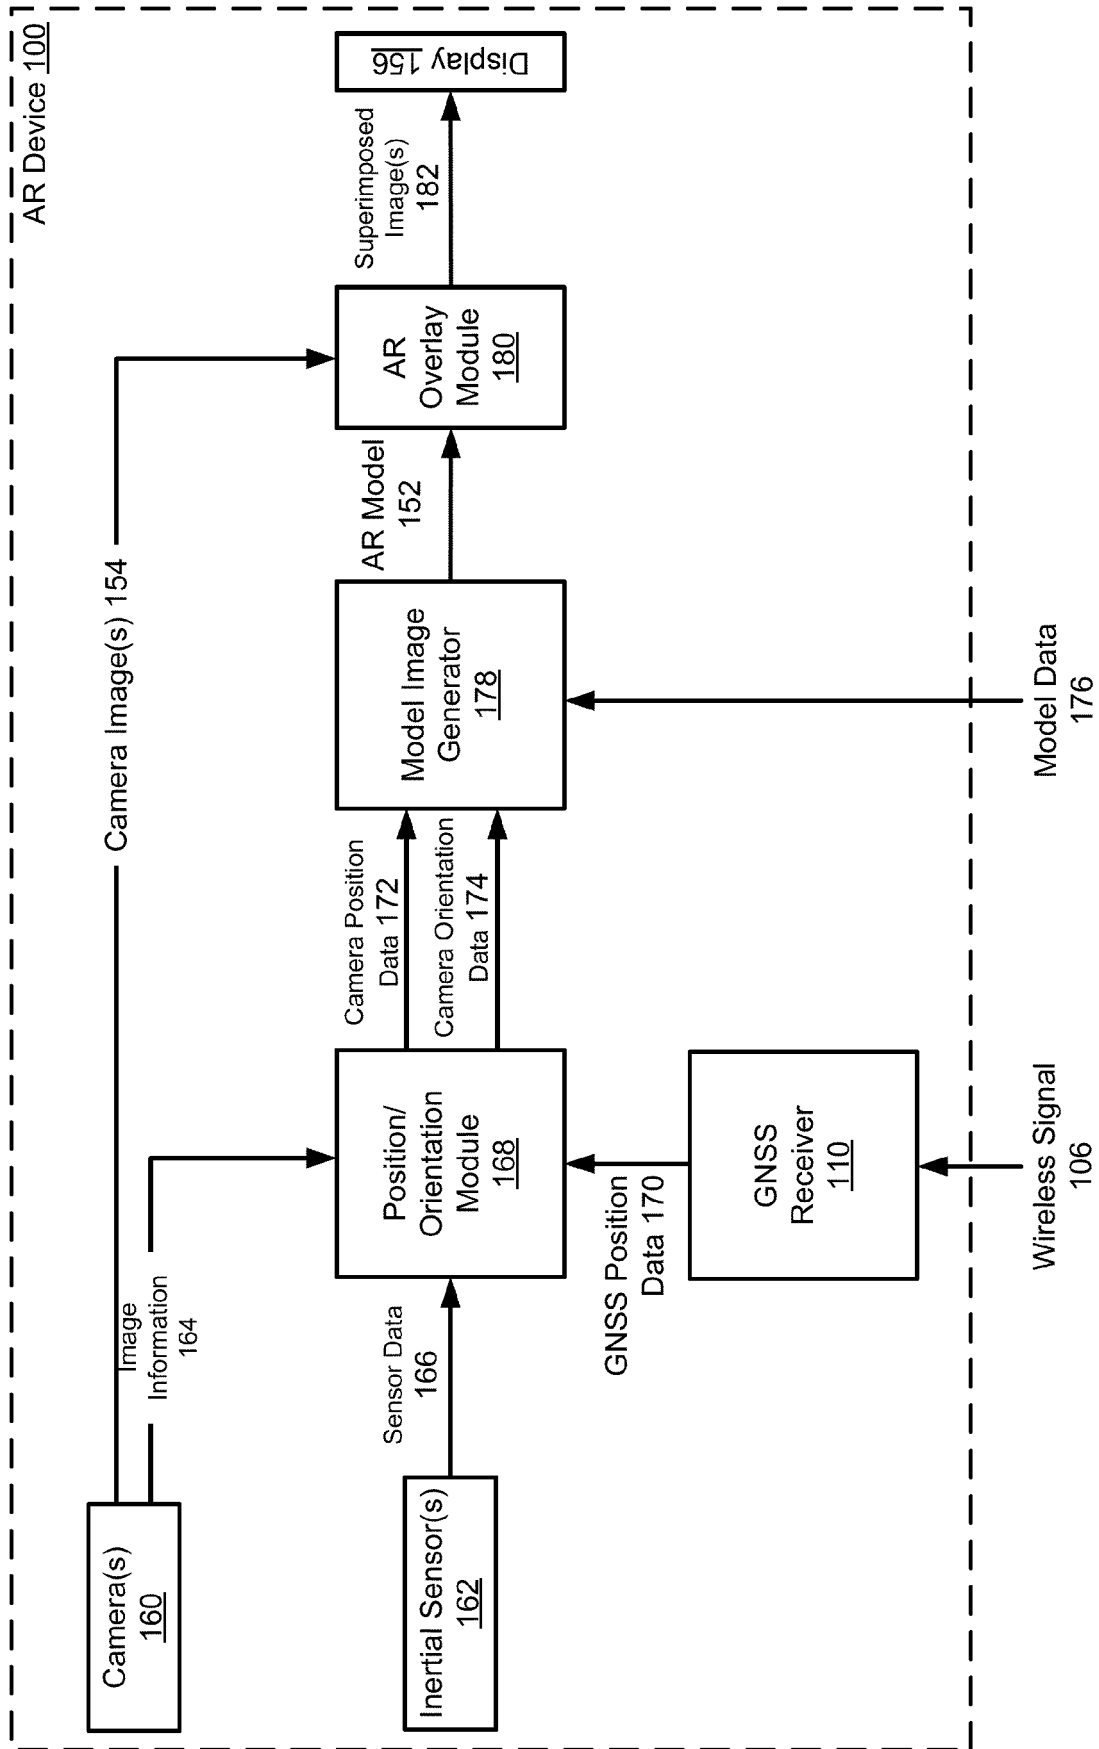 AR Device 100
Camera(s)
160
Camera Image(s) 154
Image
Information
164
Inertial Sensor(s)
162
Sensor Data
166
Position/
Orientation
Module
168
Camera Position
Data 172
Camera Orientation
Data 174
Model Image
Generator
178
AR Model
152
AR
Overlay
Module
180
Superimposed
Image(s)
182
Display 156
GNSS Position
Data 170
GNSS
Receiver
110
Wireless Signal
106
Model Data
176